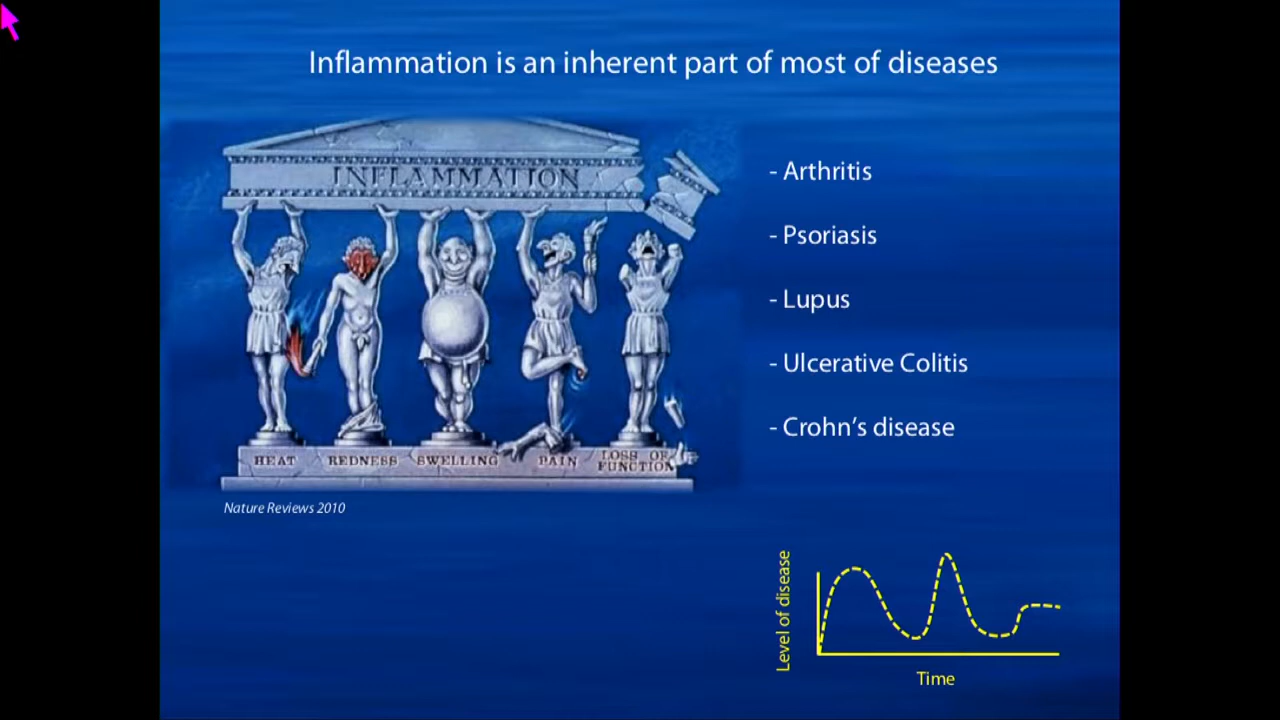 Inflammation is an inherent part of most of diseases
INFLAMMATION
HEAT REDNESS SWELLING PAIN LOSS OF FUNCTION
Nature Reviews 2010
- Arthritis
- Psoriasis
- Lupus
- Ulcerative Colitis
- Crohn’s disease
Level of disease
Time